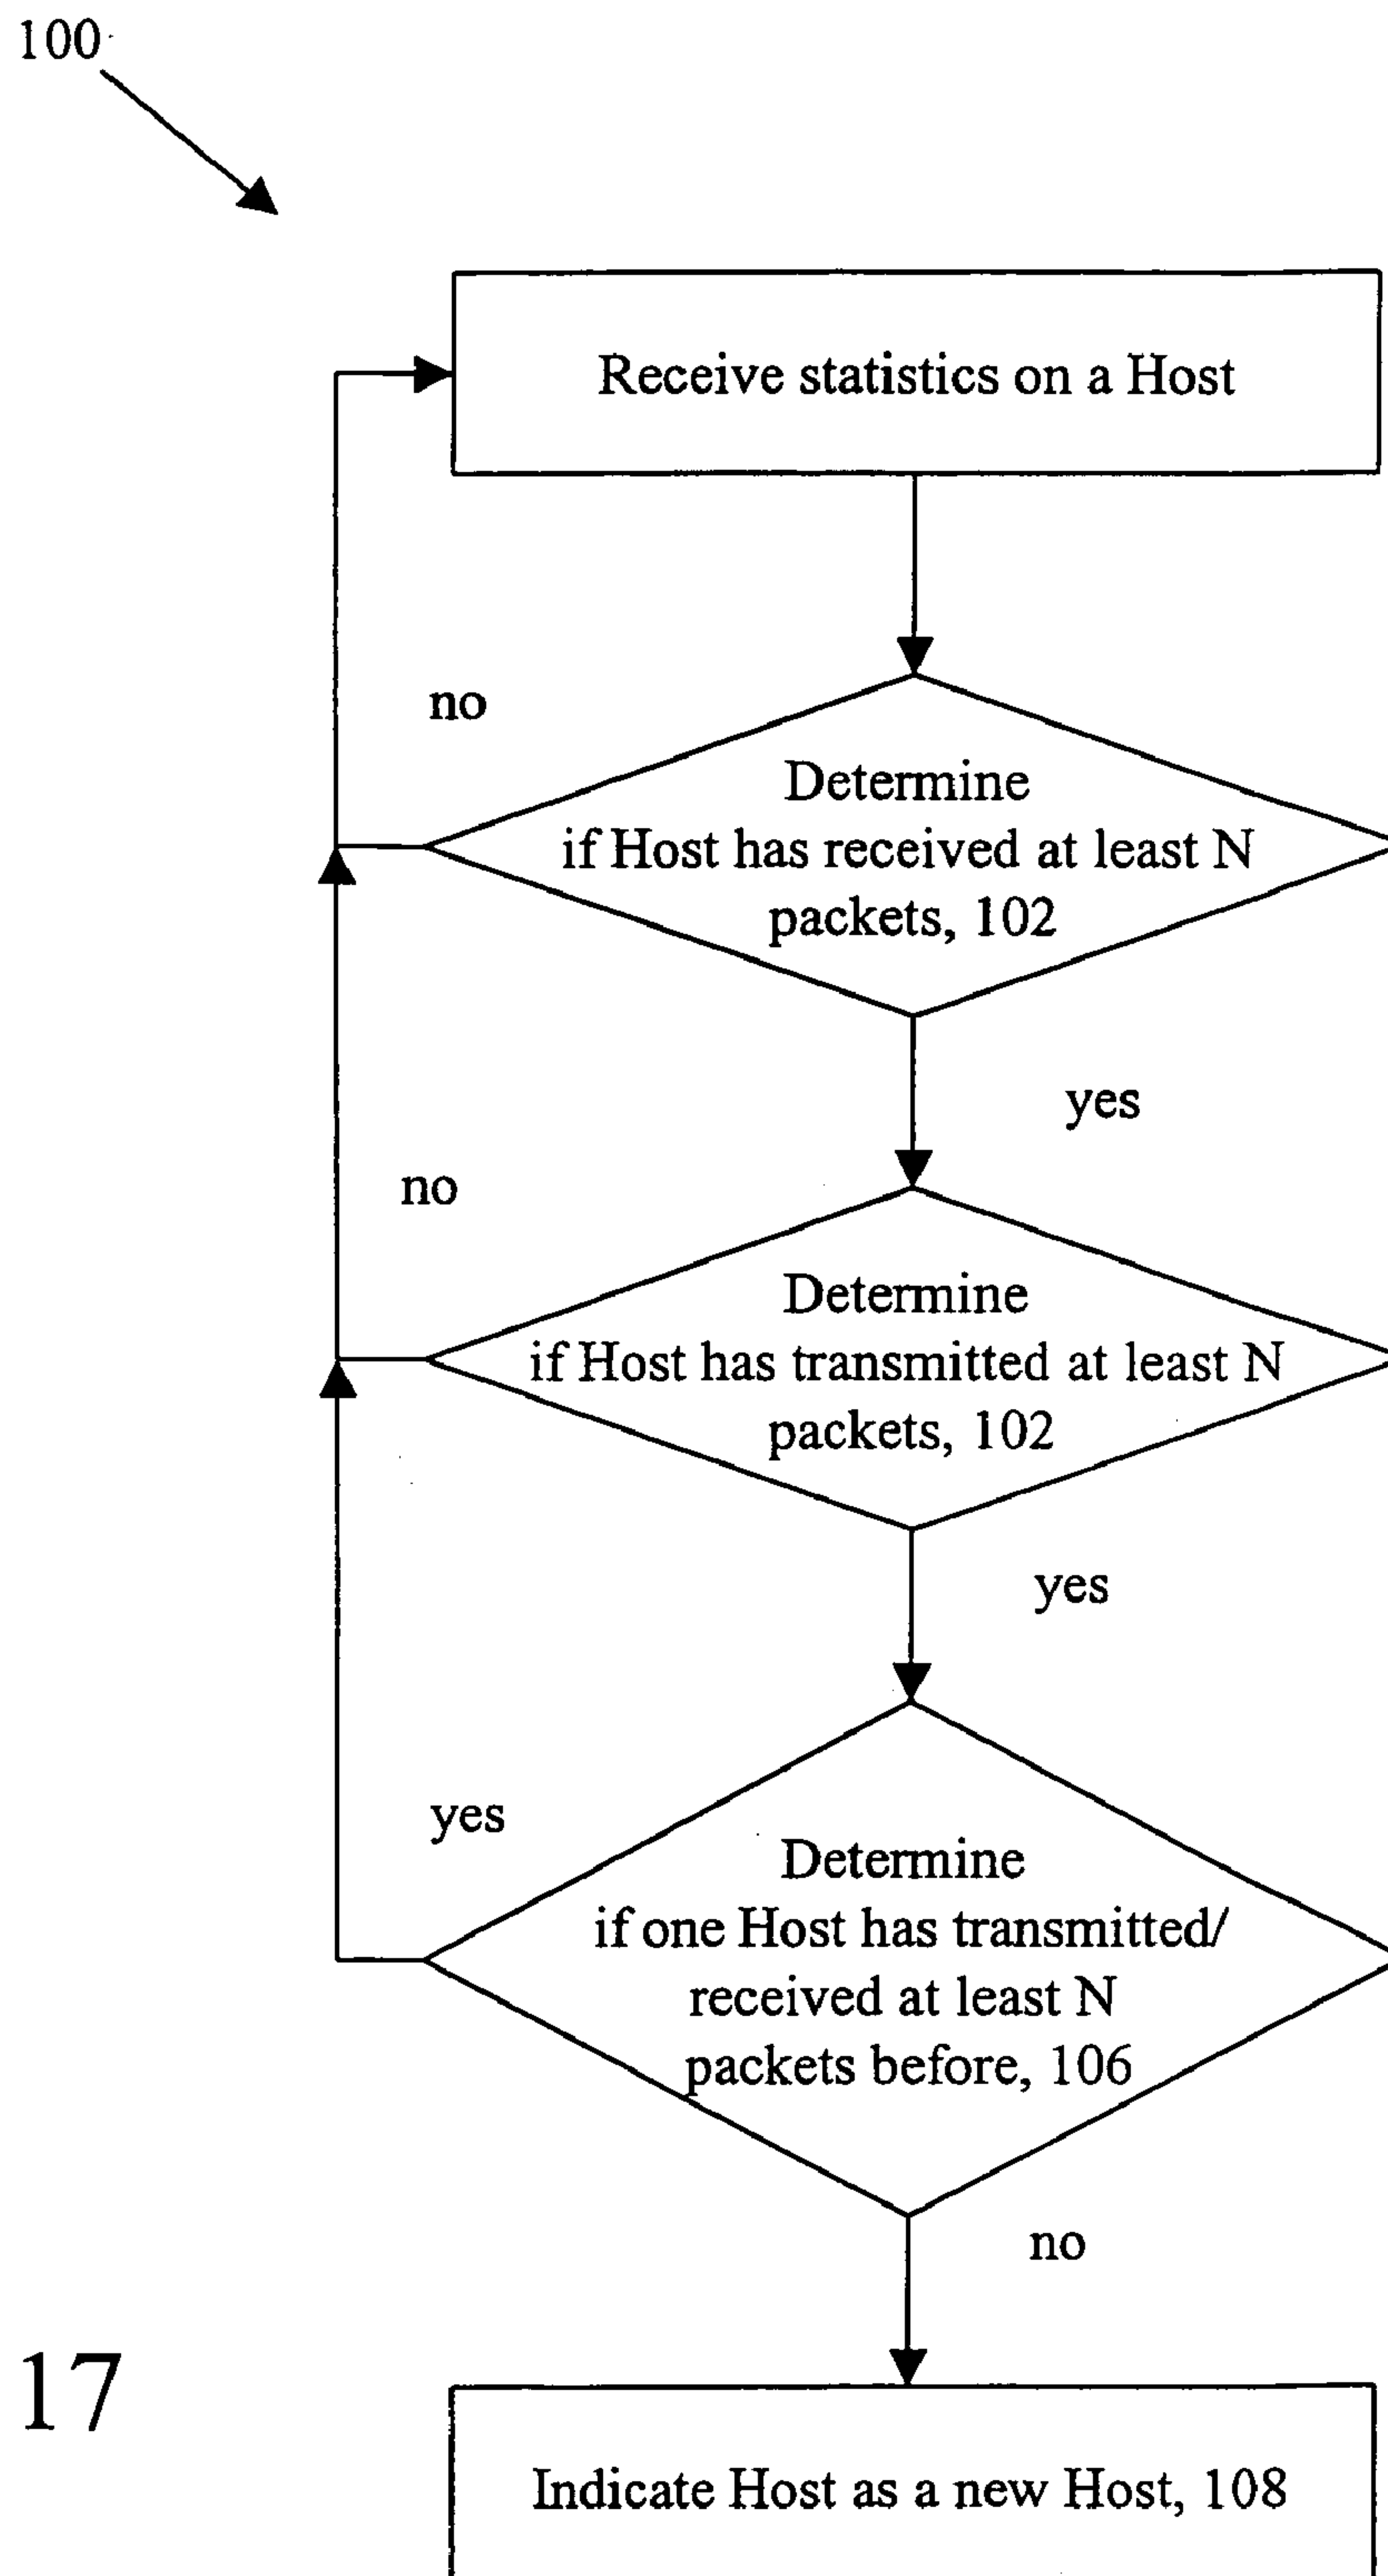 100
Receive statistics on a Host
no
Determine
if Host has received at least N
packets, 102
yes
no
Determine
if Host has transmitted at least N
packets, 102
yes
yes
Determine
if one Host has transmitted/
received at least N
packets before, 106
no
17
Indicate Host as a new Host, 108